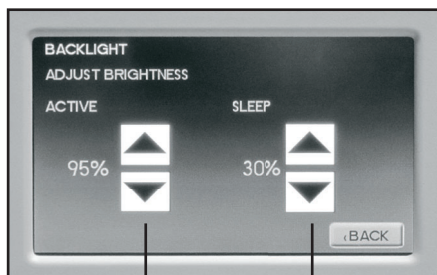 BACKLIGHT
ADJUST BRIGHTNESS
ACTIVE SLEEP
95% 30%
‹BACK